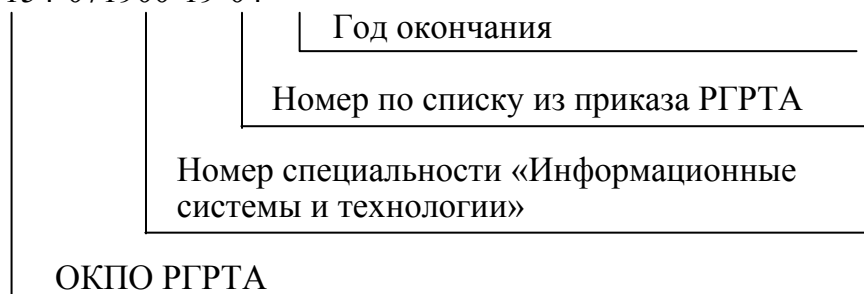 Год окончания
Номер по списку из приказа РГРТА
Номер специальности «Информационные
системы и технологии»
ОКПО РГРТА